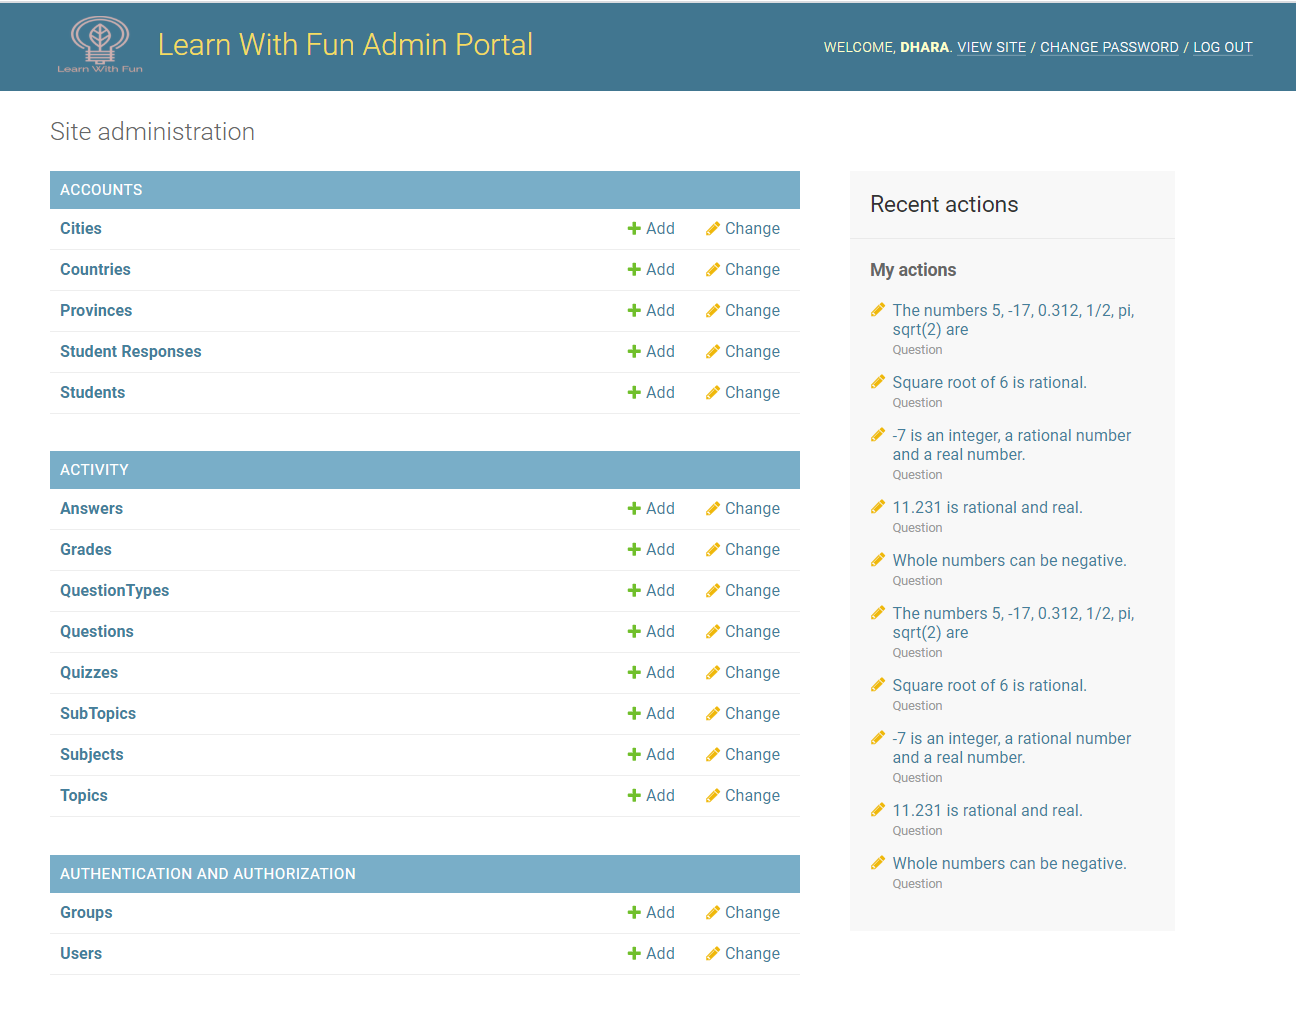 Learn With Fun
Learn With Fun Admin Portal
WELCOME, DHARA. VIEW SITE / CHANGE PASSWORD / LOG OUT
Site administration
ACCOUNTS
Cities Add Change
Countries Add Change
Provinces Add Change
Student Responses Add Change
Students Add Change
ACTIVITY
Answers Add Change
Grades Add Change
QuestionTypes Add Change
Questions Add Change
Quizzes Add Change
SubTopics Add Change
Subjects Add Change
Topics Add Change
AUTHENTICATION AND AUTHORIZATION
Groups Add Change
Users Add Change
Recent actions
My actions
The numbers 5, -17, 0.312, 1/2, pi,
sqrt(2) are
Question
Square root of 6 is rational.
Question
-7 is an integer, a rational number
and a real number.
Question
11.231 is rational and real.
Question
Whole numbers can be negative.
Question
The numbers 5, -17, 0.312, 1/2, pi,
sqrt(2) are
Question
Square root of 6 is rational.
Question
-7 is an integer, a rational number
and a real number.
Question
11.231 is rational and real.
Question
Whole numbers can be negative.
Question